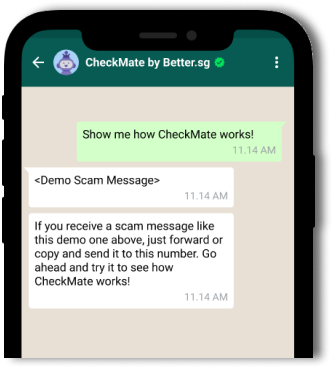 CheckMate by Better.sg
Show me how CheckMate works!
11.14 AM
<Demo Scam Message>
11.14 AM
If you receive a scam message like
this demo one above, just forward or
copy and send it to this number. Go
ahead and try it to see how
CheckMate works!
11.14 AM